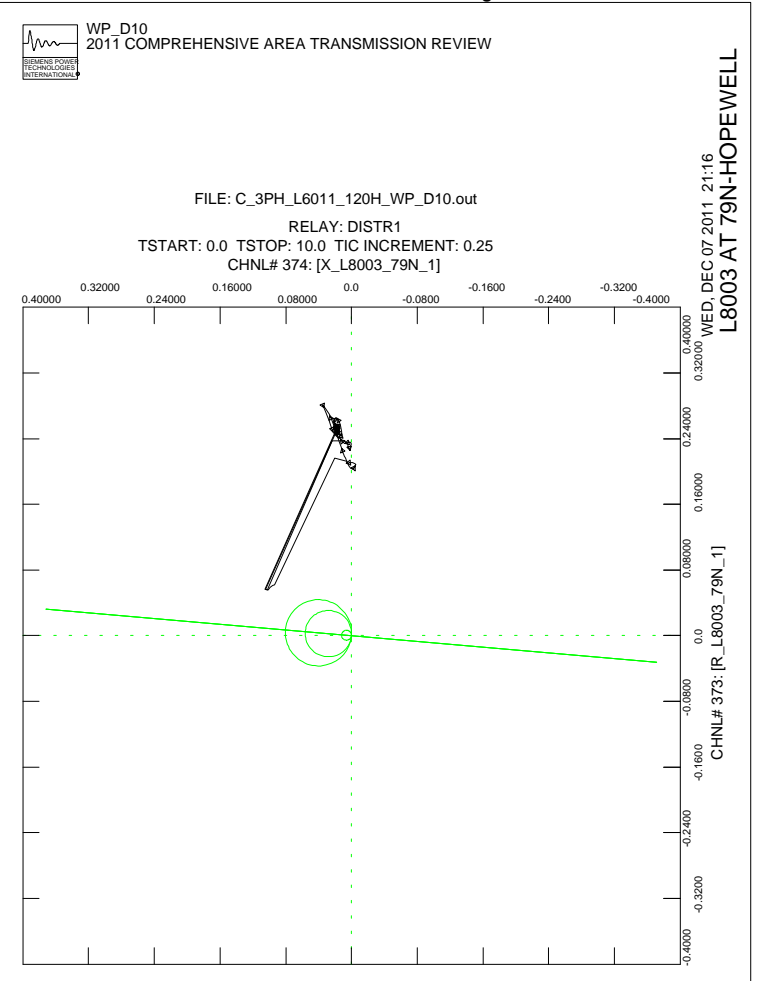 SIEMENS POWER
TECHNOLOGIES
INTERNATIONAL
WP_D10
2011 COMPREHENSIVE AREA TRANSMISSION REVIEW
FILE: C_3PH_L6011_120H_WP_D10.out
RELAY: DISTR1
TSTART: 0.0 TSTOP: 10.0 TIC INCREMENT: 0.25
CHNL# 374: [X_L8003_79N_1]
0.40000
0.32000
0.24000
0.16000
0.08000
0.0
-0.0800
-0.1600
-0.2400
-0.3200
-0.4000
WED, DEC 07 2011 21:16
L8003 AT 79N-HOPEWELL
0.40000
0.32000
0.24000
0.16000
0.08000
0.0
-0.0800
-0.1600
-0.2400
-0.3200
-0.4000
CHNL# 373: [R_L8003_79N_1]